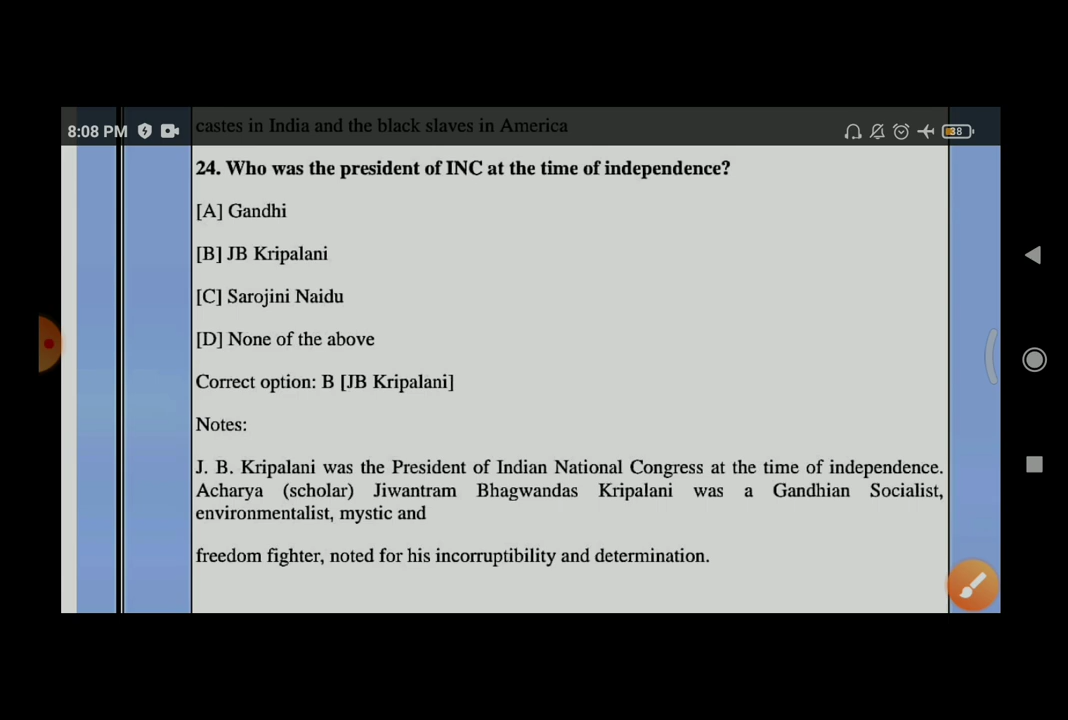 castes in India and the black slaves in America
8:08 PM
38
24. Who was the president of INC at the time of independence?
[A] Gandhi
[B] JB Kripalani
[C] Sarojini Naidu
[D] None of the above
Correct option: B [JB Kripalani]
Notes:
J. B. Kripalani was the President of Indian National Congress at the time of independence.
Acharya (scholar) Jiwantram Bhagwandas Kripalani was a Gandhian Socialist,
environmentalist, mystic and
freedom fighter, noted for his incorruptibility and determination.